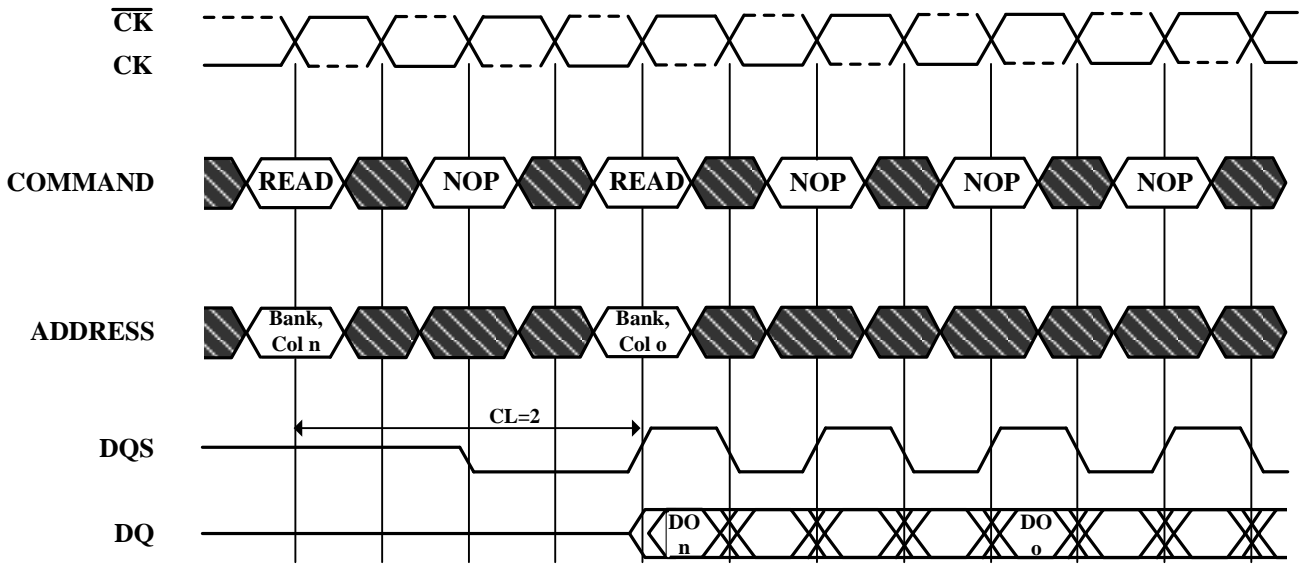 CK
CK
COMMAND
READ NOP READ NOP NOP NOP
ADDRESS
Bank,
Col n
Bank,
Col o
CL=2
DQS
DQ
DO
n
DO
o